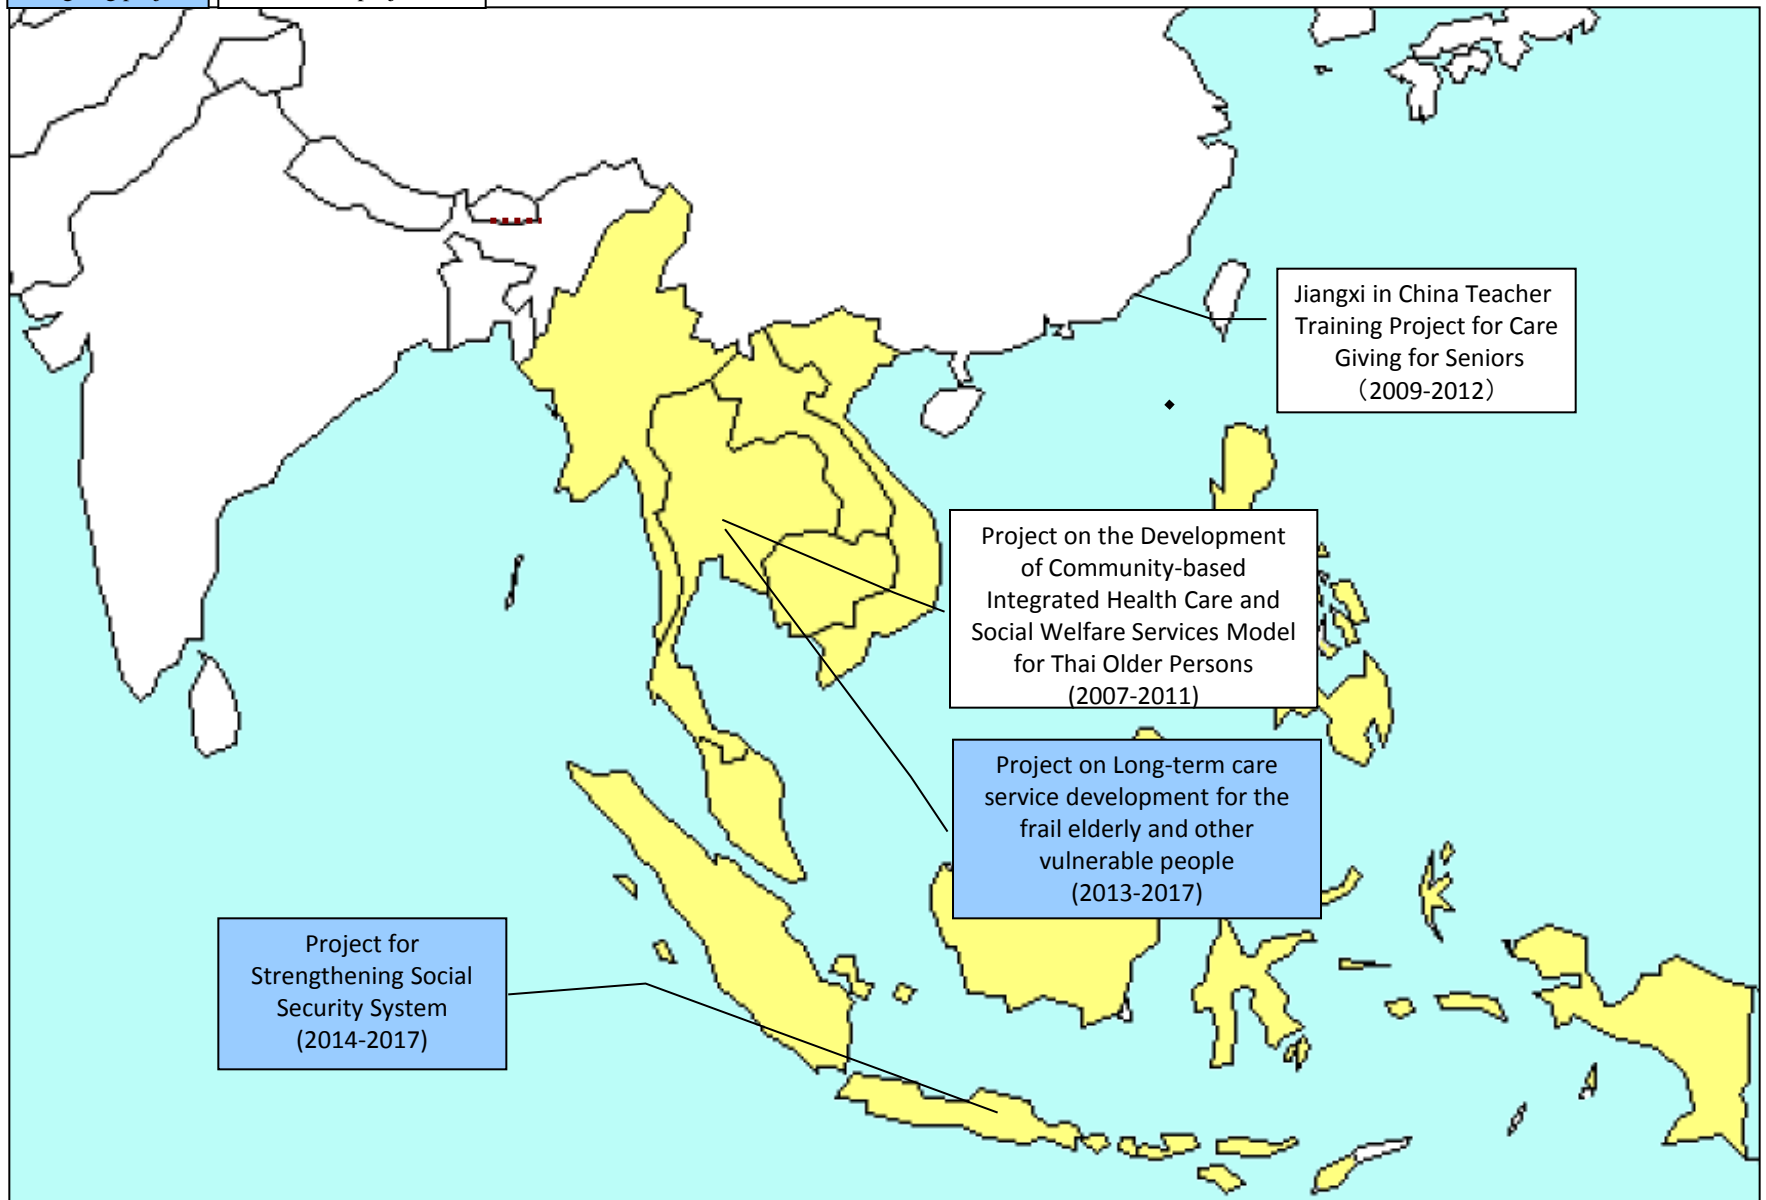 Jiangxi in China Teacher
Training Project for Care
Giving for Seniors
（2009-2012）
Project on the Development
of Community-based
Integrated Health Care and
Social Welfare Services Model
for Thai Older Persons
(2007-2011)
Project on Long-term care
service development for the
frail elderly and other
vulnerable people
(2013-2017)
Project for
Strengthening Social
Security System
(2014-2017)